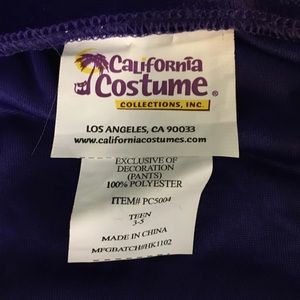 California
Costume®
COLLECTIONS, INC.
LOS ANGELES, CA 90033
www.californiacostumes.com
EXCLUSIVE OF
DECORATION
(PANTS)
100% POLYESTER
ITEM# PC5004
TEEN
3-5
MADE IN CHINA
MFGBATCH#HK1102